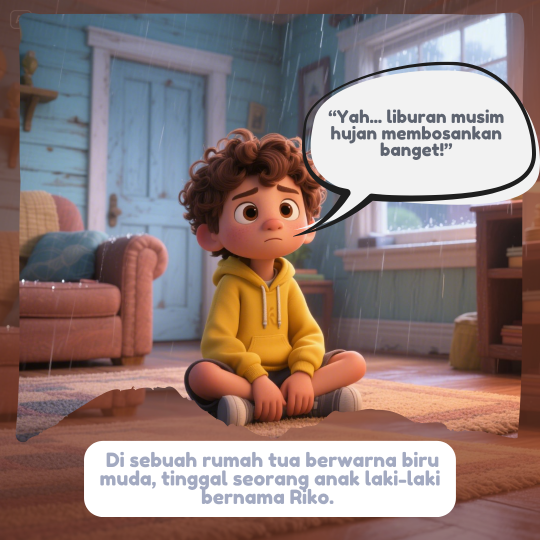 “Yah... liburan musim
hujan membosankan
banget!”
Di sebuah rumah tua berwarna biru
muda, tinggal seorang anak laki-laki
bernama Riko.